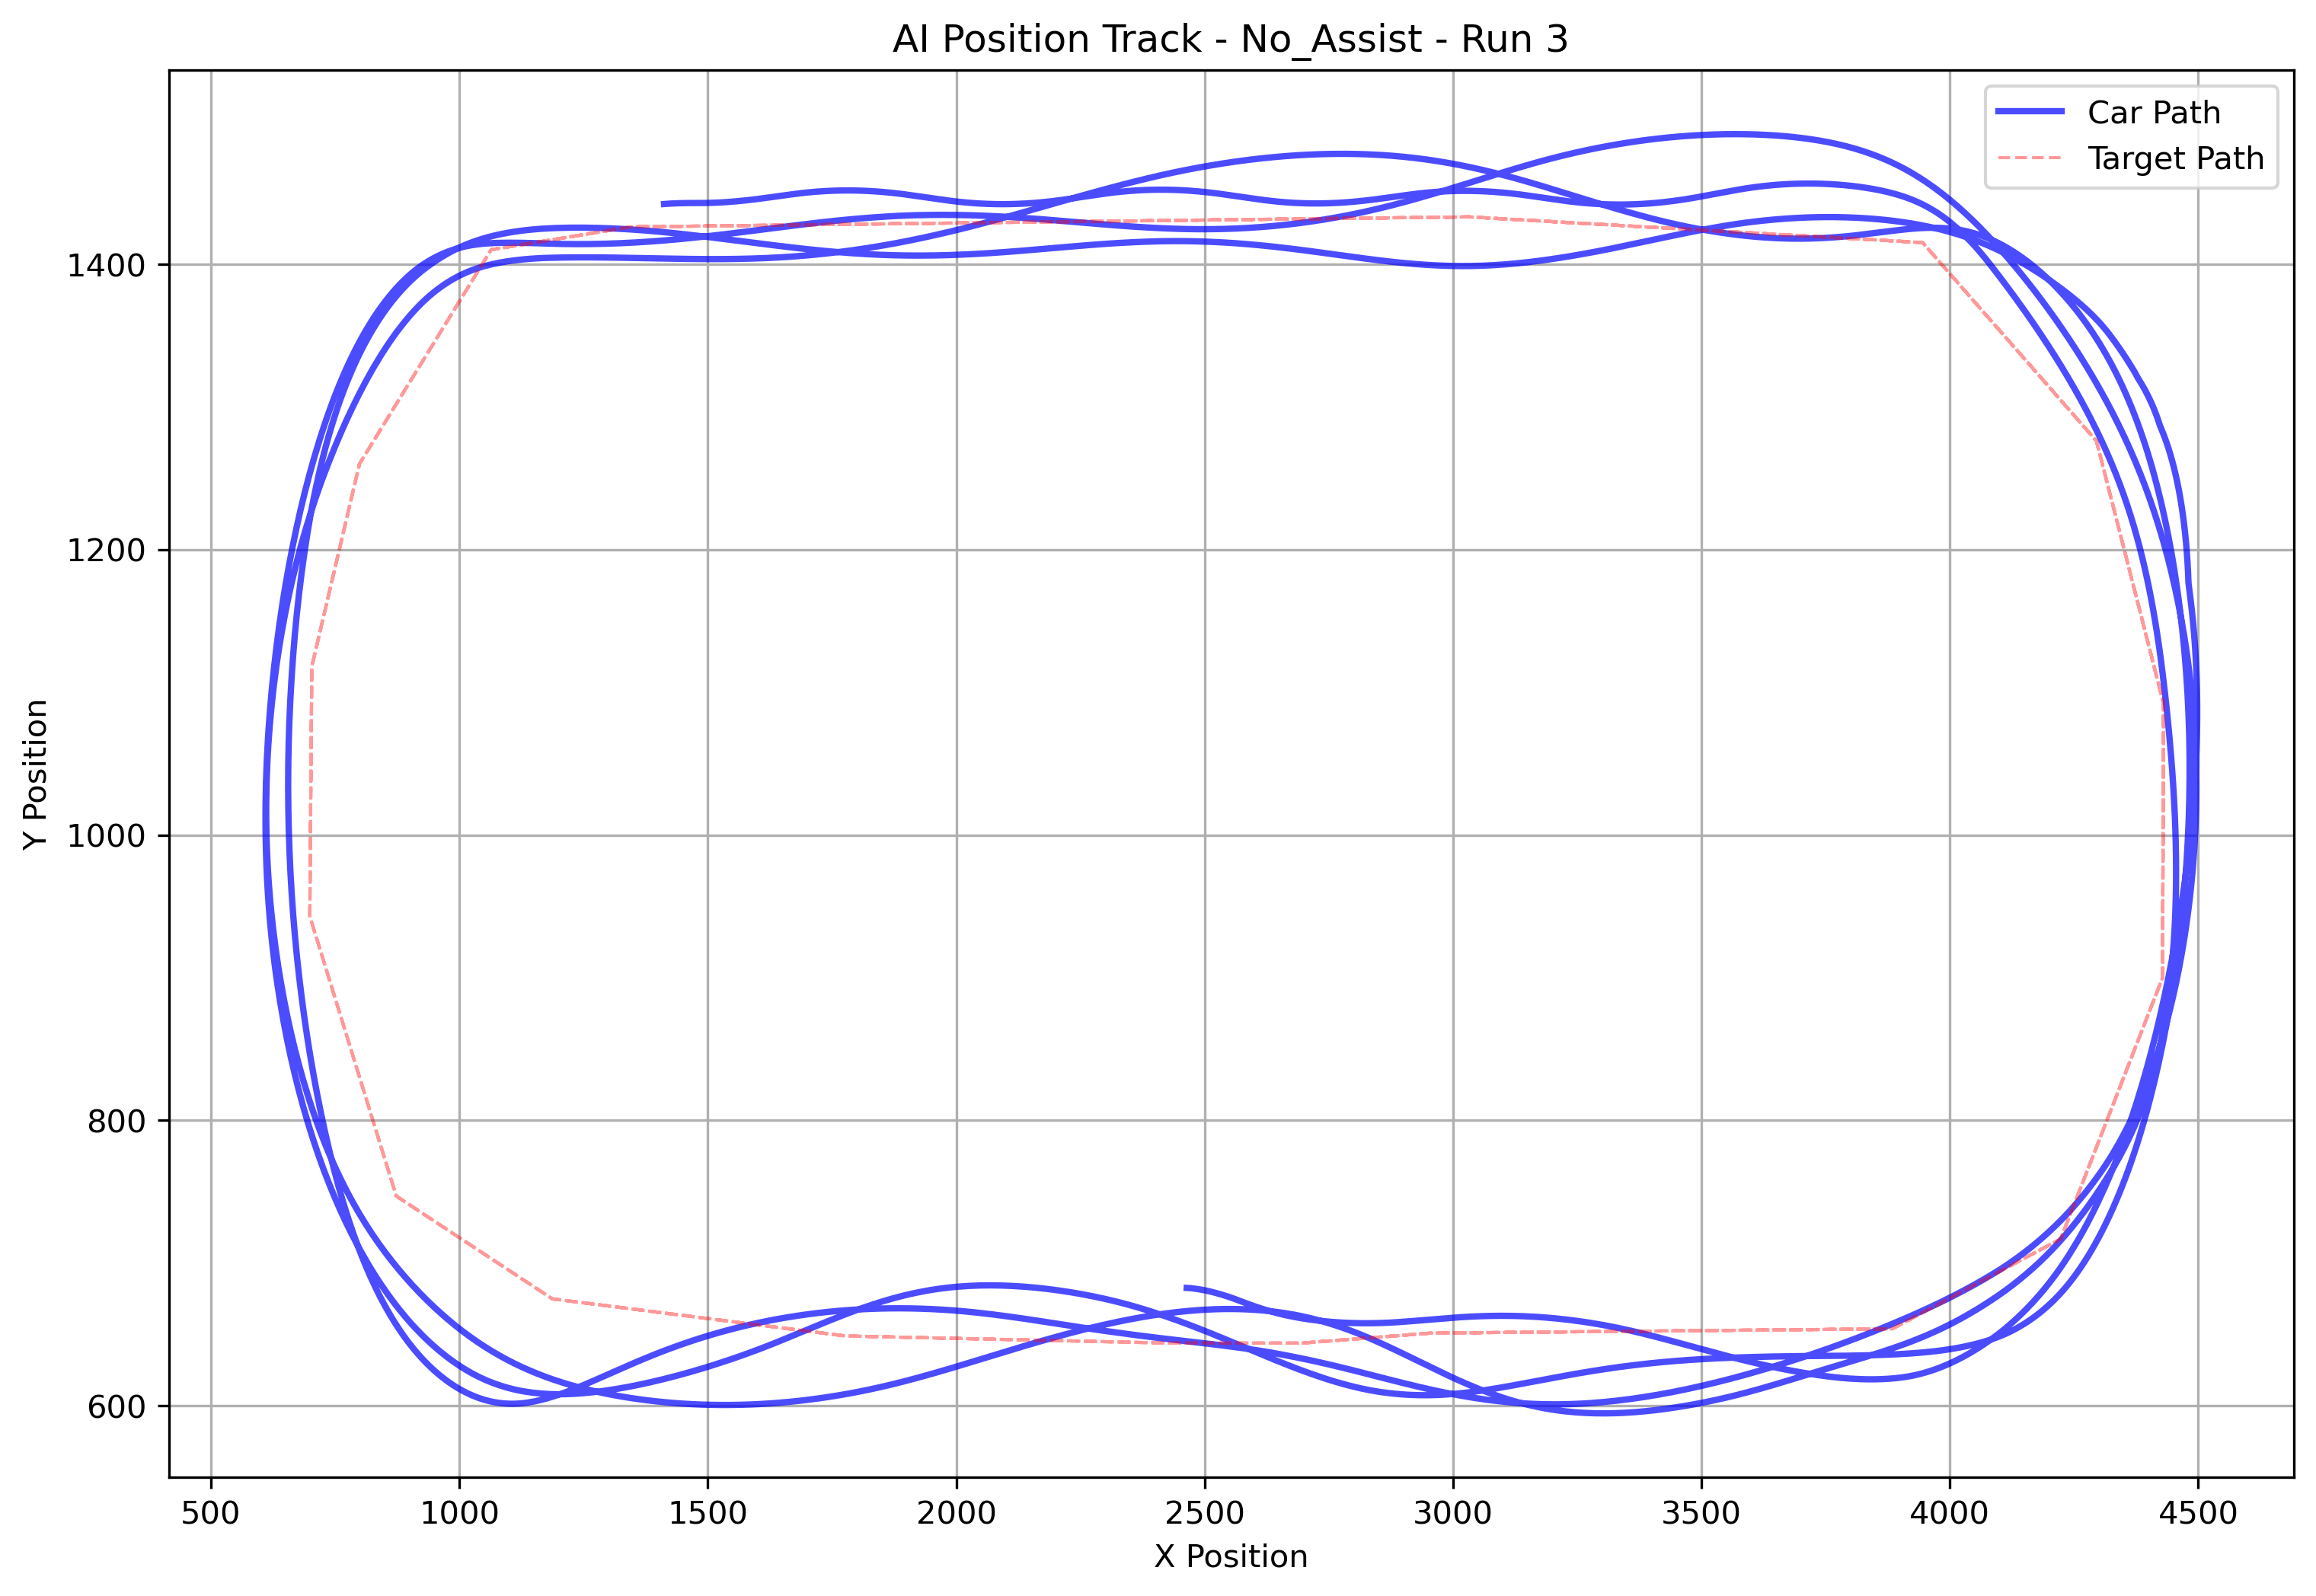 AI Position Track - No_Assist - Run 3
Car Path
Target Path
Y Position
1400
1200
1000
800
600
500 1000 1500 2000 2500 3000 3500 4000 4500
X Position